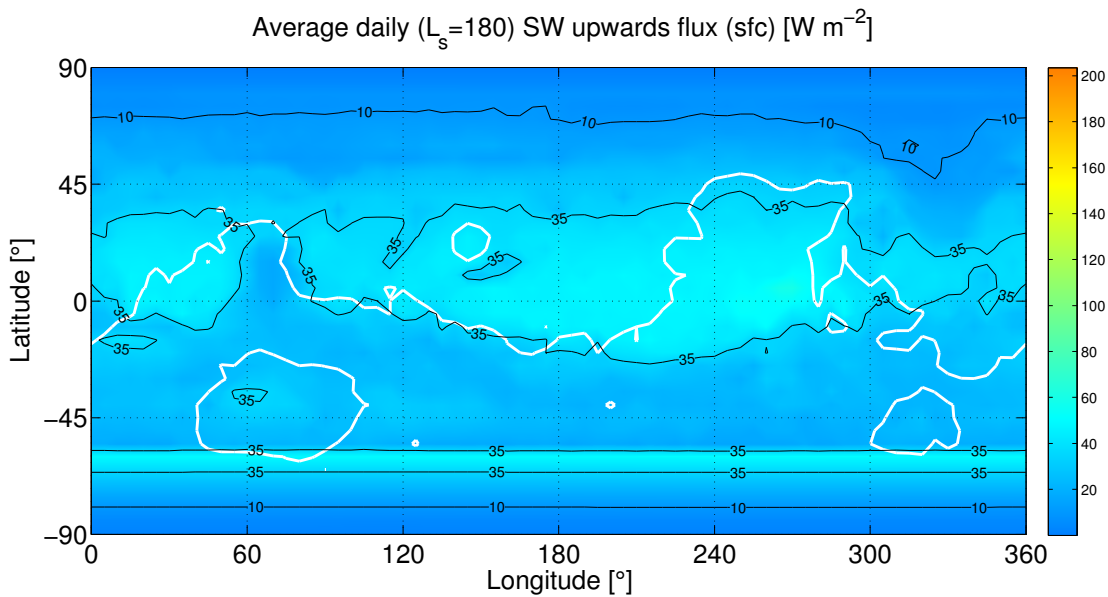 Average daily (L_s=180) SW upwards flux (sfc) [W m^−2]
90
45
0
−45
−90
Latitude [°]
0 60 120 180 240 300 360
Longitude [°]
200
180
160
140
120
100
80
60
40
20
10 10 10 10 10
10
35 35 35 35
35 35 35
35 35 35
35 35 35
35
35 35 35 35
35 35 35 35
10 10 10 10